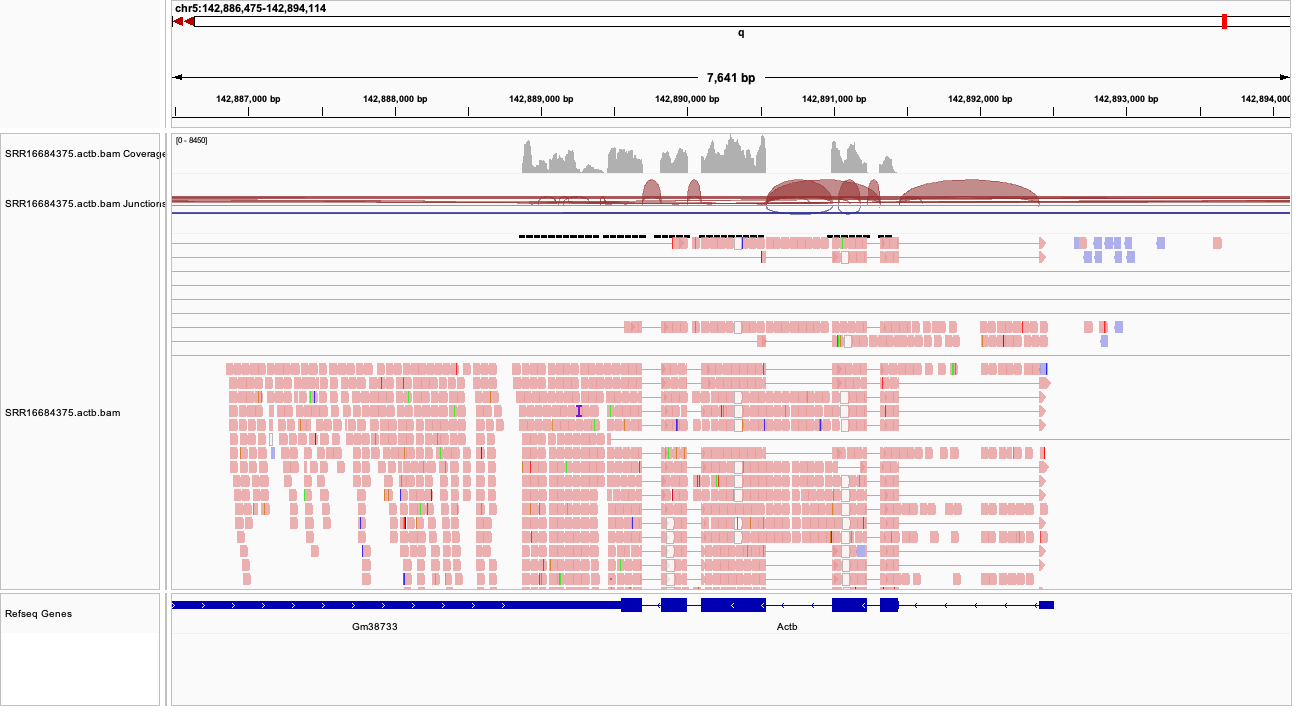 chr5:142,886,475-142,894,114
q
7,641 bp
142,887,000 bp 142,888,000 bp 142,889,000 bp 142,890,000 bp 142,891,000 bp 142,892,000 bp 142,893,000 bp 142,894,00
[0 - 8450]
SRR16684375.actb.bam Coverage
SRR16684375.actb.bam Junctions
SRR16684375.actb.bam
Refseq Genes
Gm38733 Actb